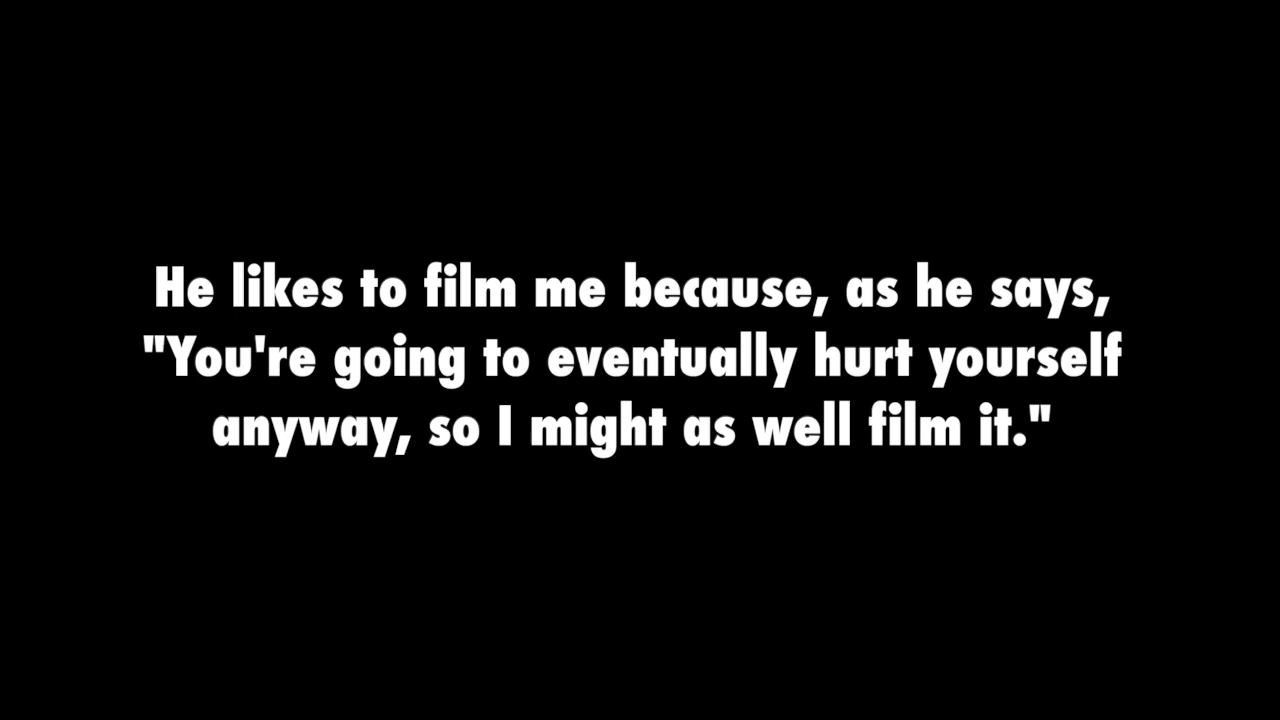 He likes to film me because, as he says,
"You're going to eventually hurt yourself
anyway, so I might as well film it."